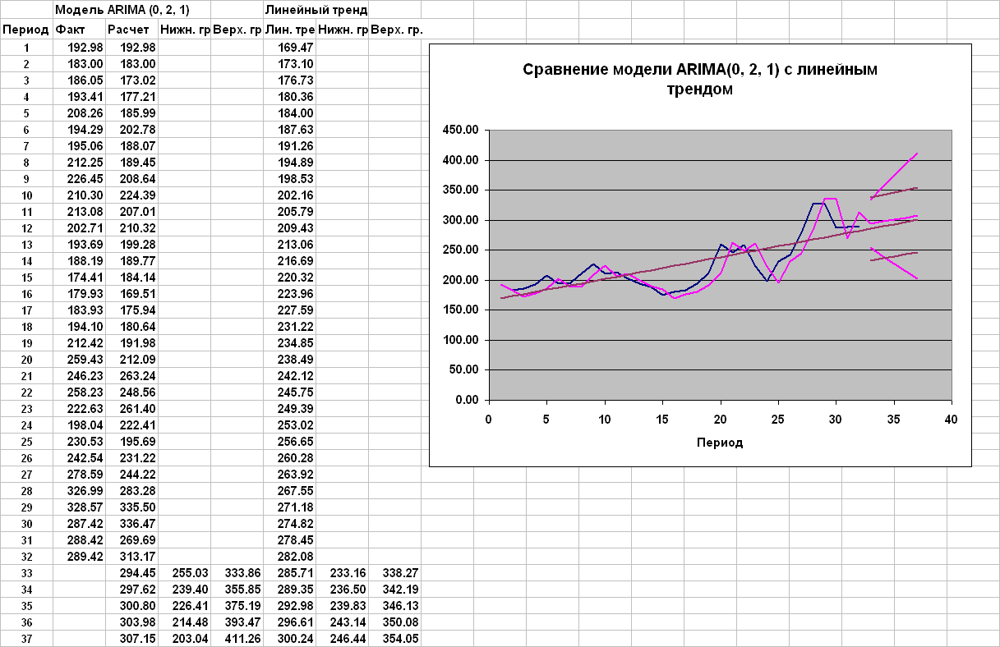 Модель ARIMA (0, 2, 1) Линейный тренд
Период Факт Расчет Нижн. гр Верх. гр Лин. тре Нижн. гр Верх. гр.
1 192.98 192.98 169.47
2 183.00 183.00 173.10
3 186.05 173.02 176.73
4 193.41 177.21 180.36
5 208.26 185.99 184.00
6 194.29 202.78 187.63
7 195.06 188.07 191.26
8 212.25 189.45 194.89
9 226.45 208.64 198.53
10 210.30 224.39 202.16
11 213.08 207.01 205.79
12 202.71 210.32 209.43
13 193.69 199.28 213.06
14 188.19 189.77 216.69
15 174.41 184.14 220.32
16 179.93 169.51 223.96
17 183.93 175.94 227.59
18 194.10 180.64 231.22
19 212.42 191.98 234.85
20 259.43 212.09 238.49
21 246.23 263.24 242.12
22 258.23 248.56 245.75
23 222.63 261.40 249.39
24 198.04 222.41 253.02
25 230.53 195.69 256.65
26 242.54 231.22 260.28
27 278.59 244.22 263.92
28 326.99 283.28 267.55
29 328.57 335.50 271.18
30 287.42 336.47 274.82
31 288.42 269.69 278.45
32 289.42 313.17 282.08
33 294.45 255.03 333.86 285.71 233.16 338.27
34 297.62 239.40 355.85 289.35 236.50 342.19
35 300.80 226.41 375.19 292.98 239.83 346.13
36 303.98 214.48 393.47 296.61 243.14 350.08
37 307.15 203.04 411.26 300.24 246.44 354.05
Сравнение модели ARIMA(0, 2, 1) с линейным
трендом
450.00
400.00
350.00
300.00
250.00
200.00
150.00
100.00
50.00
0.00
0 5 10 15 20 25 30 35 40
Период